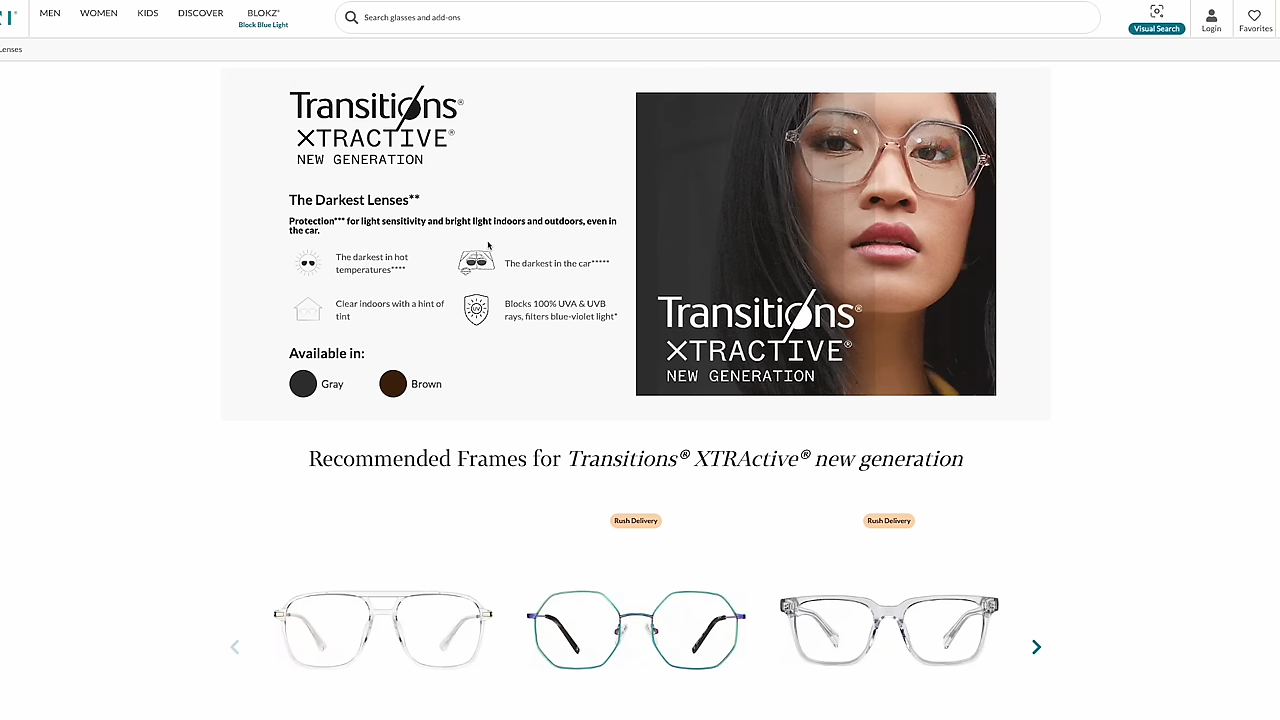 MEN WOMEN KIDS DISCOVER BLOKZ®
Block Blue Light
Search glasses and add-ons
Visual Search
Login
Favorites
Lenses
Transitions®
XTRACTIVE®
NEW GENERATION
The Darkest Lenses**
Protection*** for light sensitivity and bright light indoors and outdoors, even in
the car.
The darkest in hot
temperatures****
The darkest in the car*****
Clear indoors with a hint of
tint
UV
Blocks 100% UVA & UVB
rays, filters blue-violet light*
Available in:
Gray
Brown
Transitions®
XTRACTIVE®
NEW GENERATION
Recommended Frames for Transitions® XTRActive® new generation
Rush Delivery
Rush Delivery